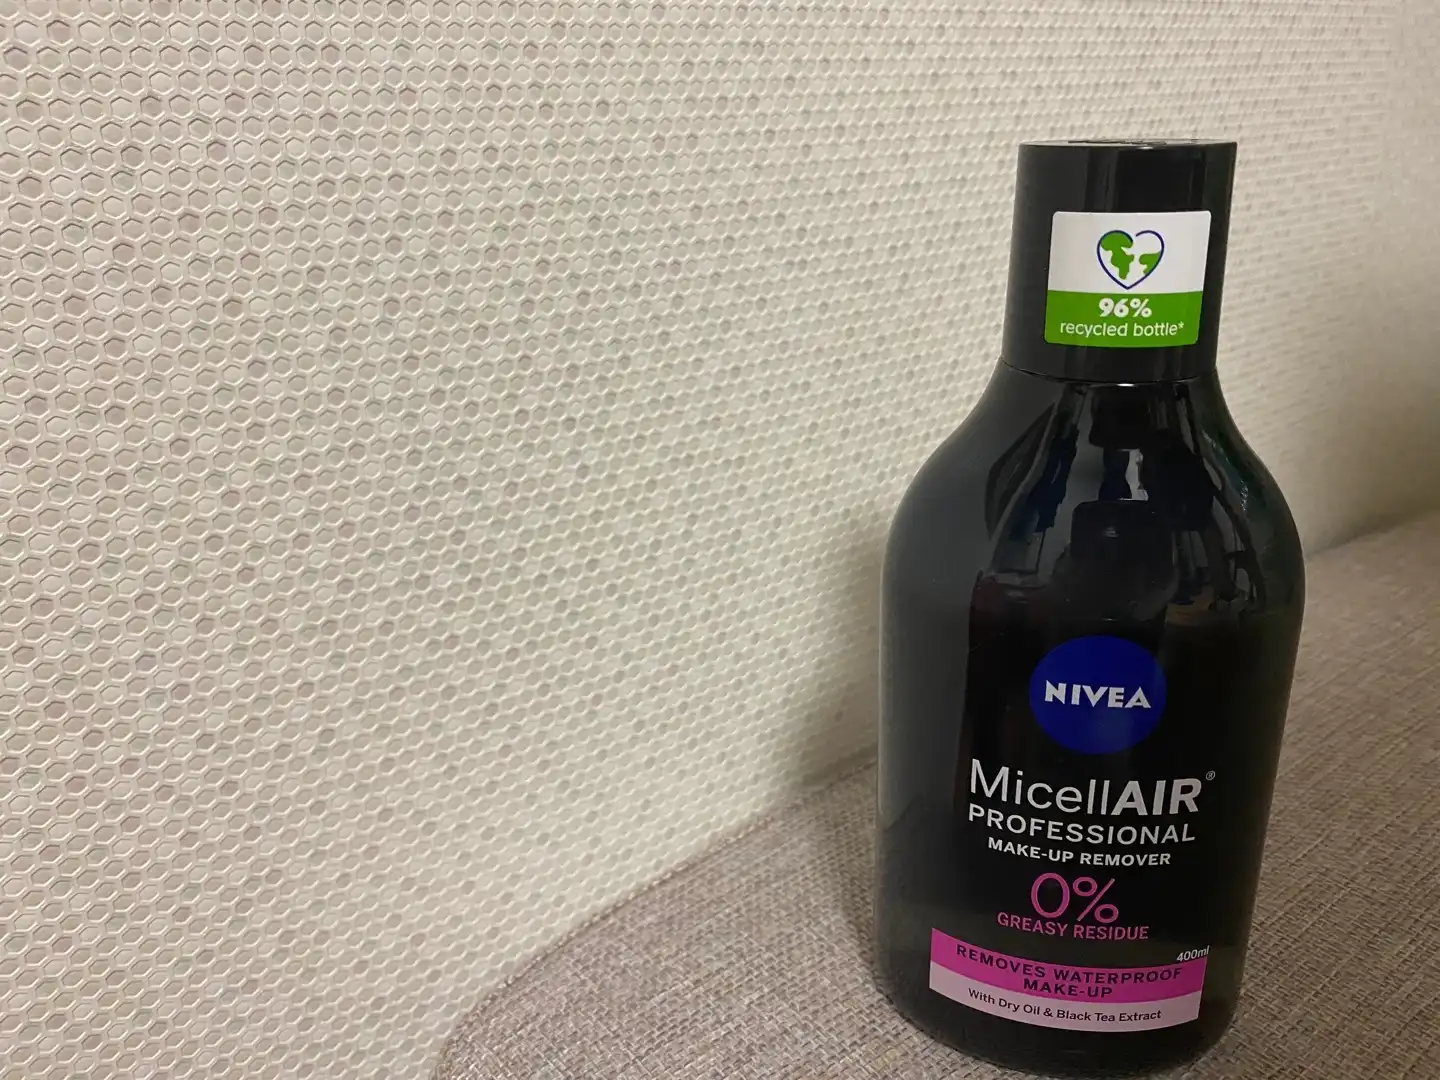 96%
recycled bottle*
NIVEA
MicellAIR®
PROFESSIONAL
MAKE-UP REMOVER
0%
GREASY RESIDUE
400ml
REMOVES WATERPROOF
MAKE-UP
With Dry Oil & Black Tea Extract